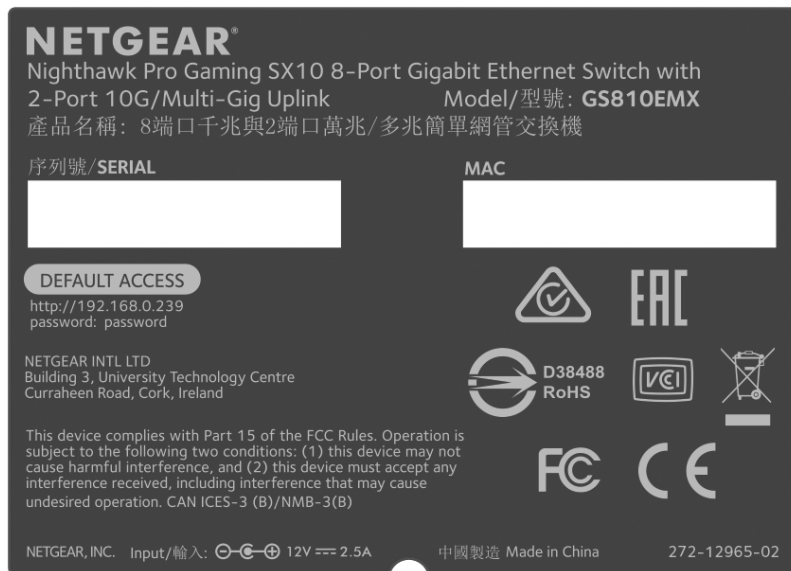 NETGEAR®
Nighthawk Pro Gaming SX10 8-Port Gigabit Ethernet Switch with
2-Port 10G/Multi-Gig Uplink Model/型號: GS810EMX
產品名稱: 8端口千兆與2端口萬兆/多兆簡單網管交換機
序列號/SERIAL
MAC
DEFAULT ACCESS
http://192.168.0.239
password: password
EAC
NETGEAR INTL LTD
Building 3, University Technology Centre
Curraheen Road, Cork, Ireland
D38488
RoHS
VCI
This device complies with Part 15 of the FCC Rules. Operation is
subject to the following two conditions: (1) this device may not
cause harmful interference, and (2) this device must accept any
interference received, including interference that may cause
undesired operation. CAN ICES-3 (B)/NMB-3(B)
FC CE
NETGEAR, INC. Input/輸入: 12V 2.5A 中國製造 Made in China 272-12965-02